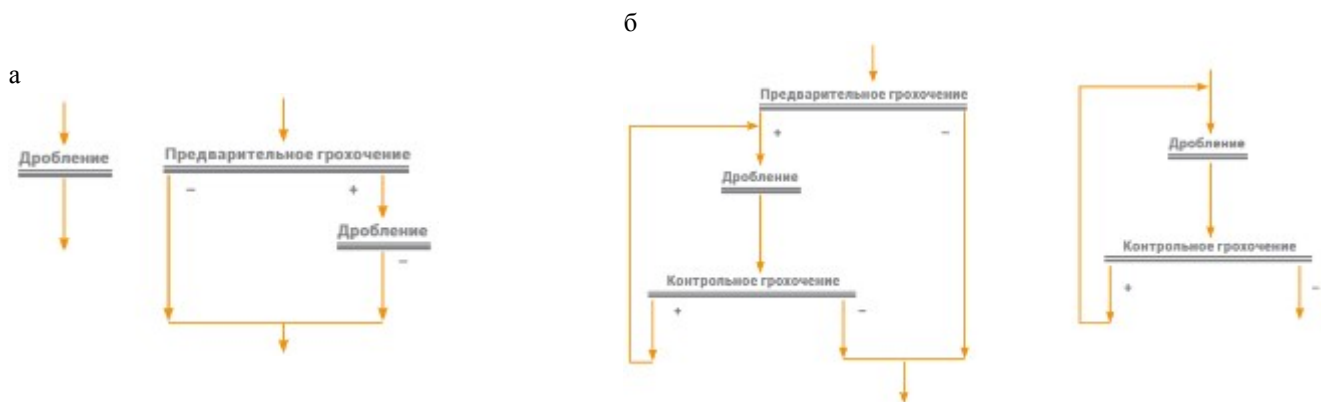 а
Дробление
Предварительное грохочение
− +
Дробление
−
б
Предварительное грохочение
+ −
Дробление
Контрольное грохочение
+ −
Дробление
Контрольное грохочение
+ −